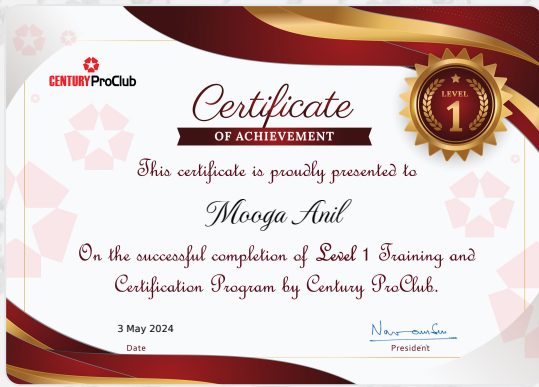 CENTURY ProClub
Certificate
OF ACHIEVEMENT
LEVEL
1
This certificate is proudly presented to
Mooga Anil
On the successful completion of Level 1 Training and
Certification Program by Century ProClub.
3 May 2024
Date
President